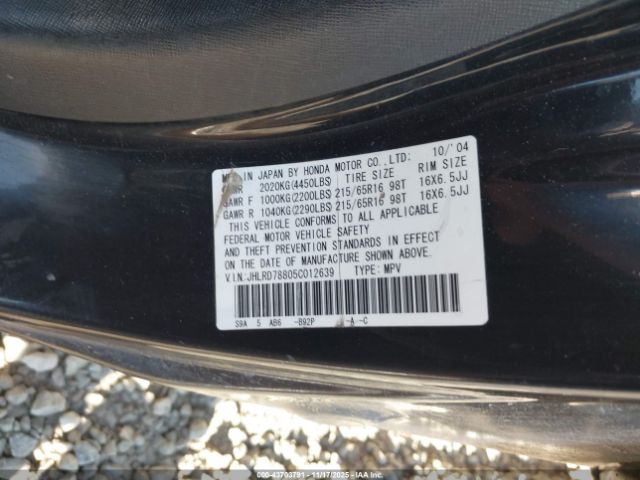 IN JAPAN BY HONDA MOTOR CO.,LTD: 10/'04
2020KG(4450LBS) TIRE SIZE RIM SIZE
GAWR F 1000KG(2200LBS) 215/65R16 98T 16X6.5JJ
GAWR R 1040KG(2290LBS) 215/65R16 98T 16X6.5JJ
THIS VEHICLE CONFORMS TO ALL APPLICABLE
FEDERAL MOTOR VEHICLE SAFETY
AND THEFT PREVENTION STANDARDS IN EFFECT
ON THE DATE OF MANUFACTURE SHOWN ABOVE.
V.I.N.:JHLRD78805C012639 TYPE: MPV
S9A 5 AB6 -B92P -A -C
000-43703791 - 11/17/2025 - IAA Inc.